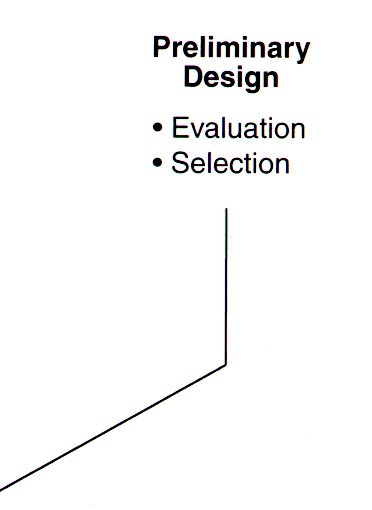 Preliminary
Design
• Evaluation
• Selection